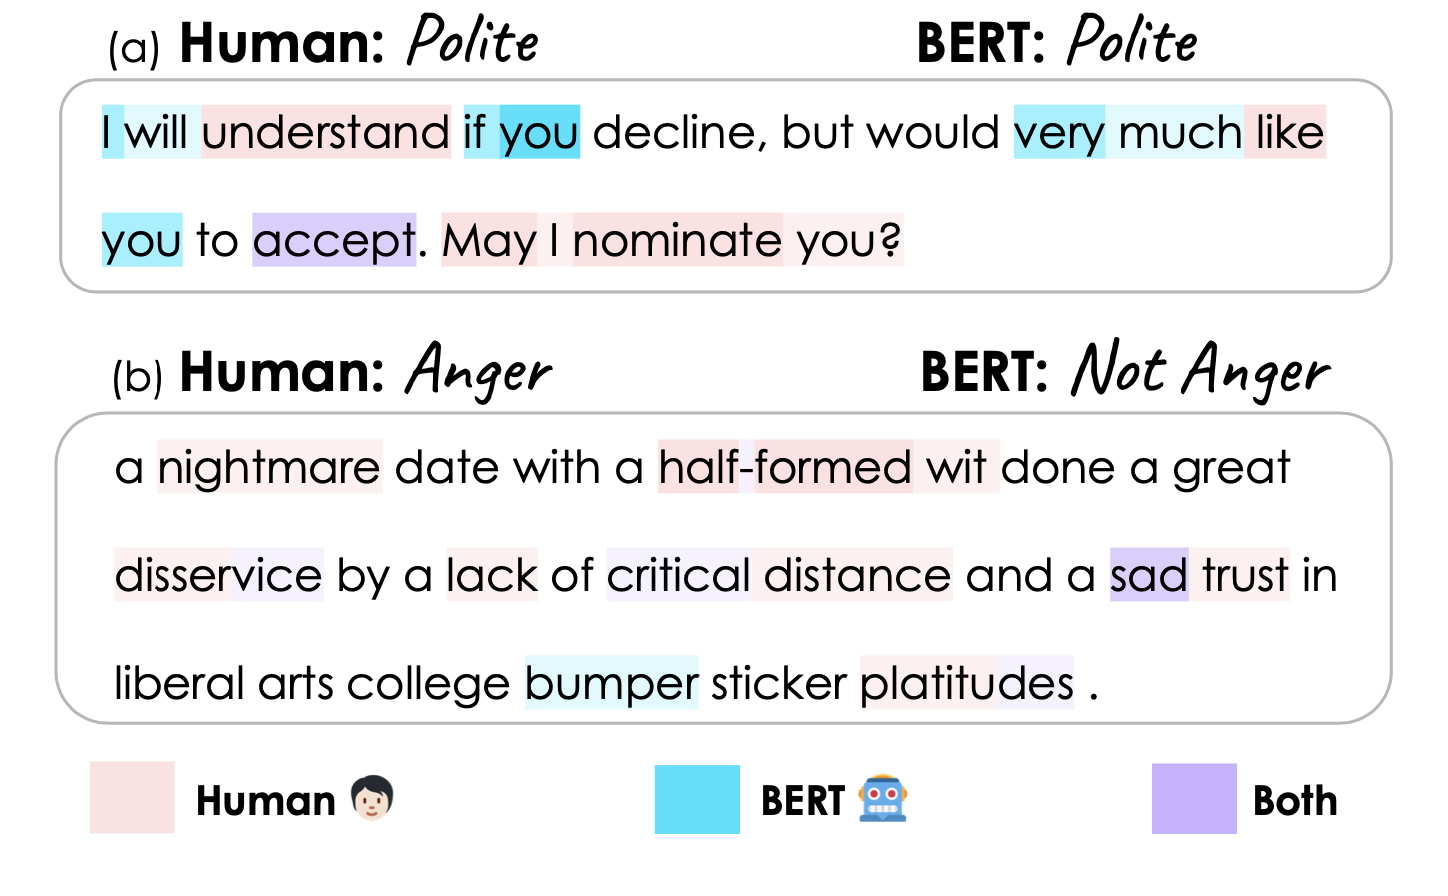 (a) Human: Polite BERT: Polite
I will understand if you decline, but would very much like
you to accept. May I nominate you?
(b) Human: Anger BERT: Not Anger
a nightmare date with a half-formed wit done a great
disservice by a lack of critical distance and a sad trust in
liberal arts college bumper sticker platitudes .
Human BERT Both